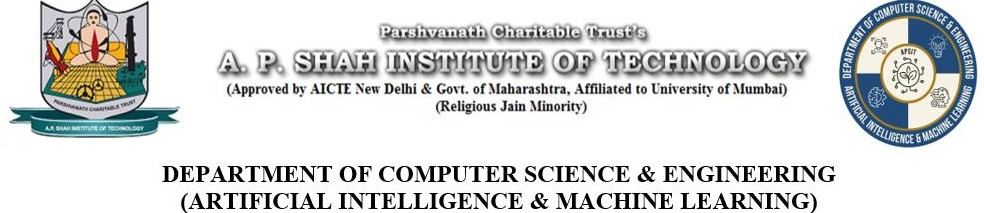 Parshvanath Charitable Trust's
A. P. SHAH INSTITUTE OF TECHNOLOGY
(Approved by AICTE New Delhi & Govt. of Maharashtra, Affiliated to University of Mumbai)
(Religious Jain Minority)
PARSHVANATH CHARITABLE TRUST
A.P. SHAH INSTITUTE OF TECHNOLOGY
DEPARTMENT OF COMPUTER SCIENCE & ENGINEERING
ARTIFICIAL INTELLIGENCE & MACHINE LEARNING
APSIT
DEPARTMENT OF COMPUTER SCIENCE & ENGINEERING
(ARTIFICIAL INTELLIGENCE & MACHINE LEARNING)